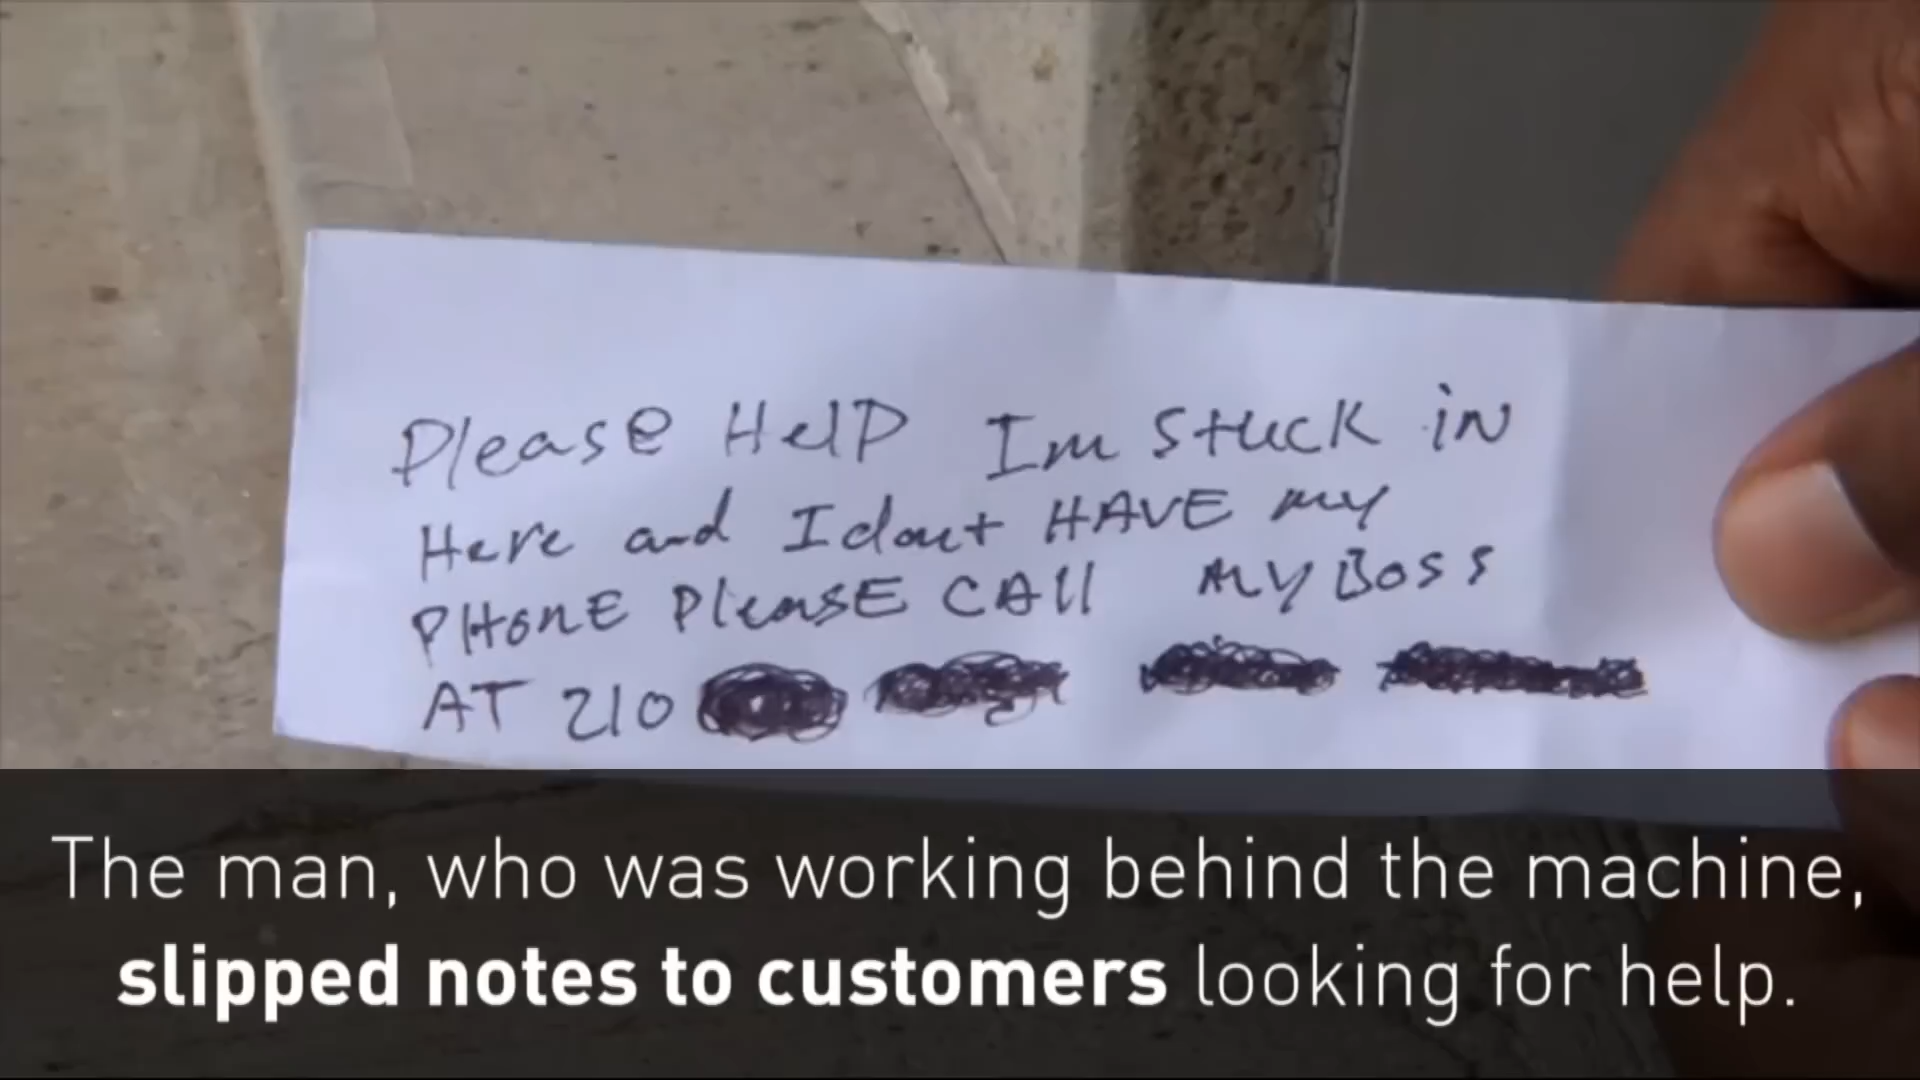 Please Help Im stuck in
Here and I dont HAVE my
PHONE PleasE CAll MY Boss
AT 210
The man, who was working behind the machine,
slipped notes to customers looking for help.